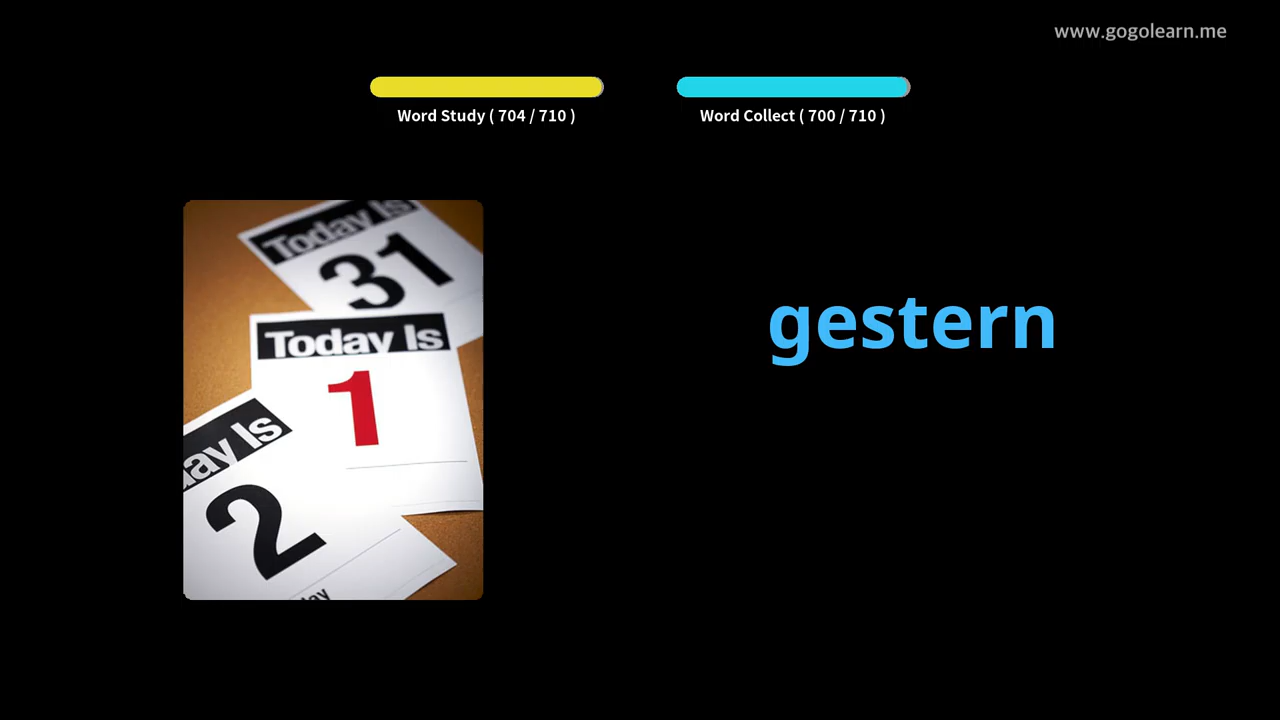 www.gogolearn.me
Word Study ( 704 / 710 )
Word Collect ( 700 / 710 )
Today Is
31
Today Is
1
gestern
ay Is
2